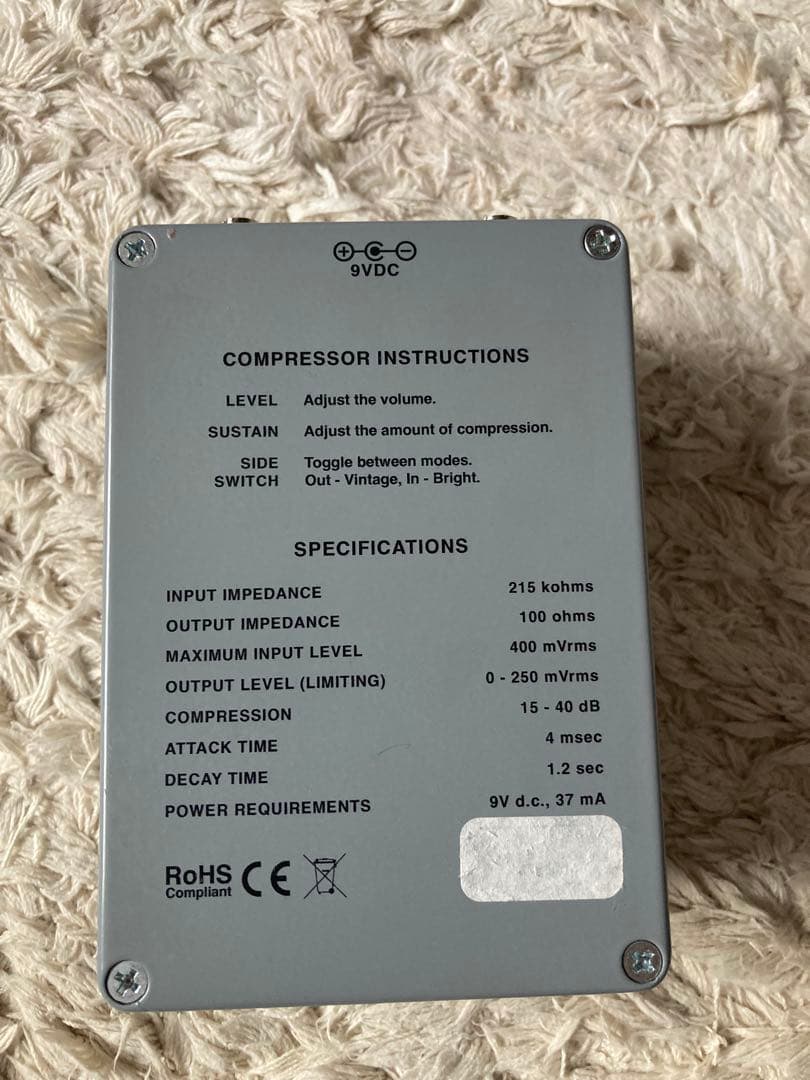 9VDC
COMPRESSOR INSTRUCTIONS
LEVEL Adjust the volume.
SUSTAIN Adjust the amount of compression.
SIDE Toggle between modes.
SWITCH Out - Vintage, In - Bright.
SPECIFICATIONS
INPUT IMPEDANCE 215 kohms
OUTPUT IMPEDANCE 100 ohms
MAXIMUM INPUT LEVEL 400 mVrms
OUTPUT LEVEL (LIMITING) 0 - 250 mVrms
COMPRESSION 15 - 40 dB
ATTACK TIME 4 msec
DECAY TIME 1.2 sec
POWER REQUIREMENTS 9V d.c., 37 mA
RoHS CE
Compliant